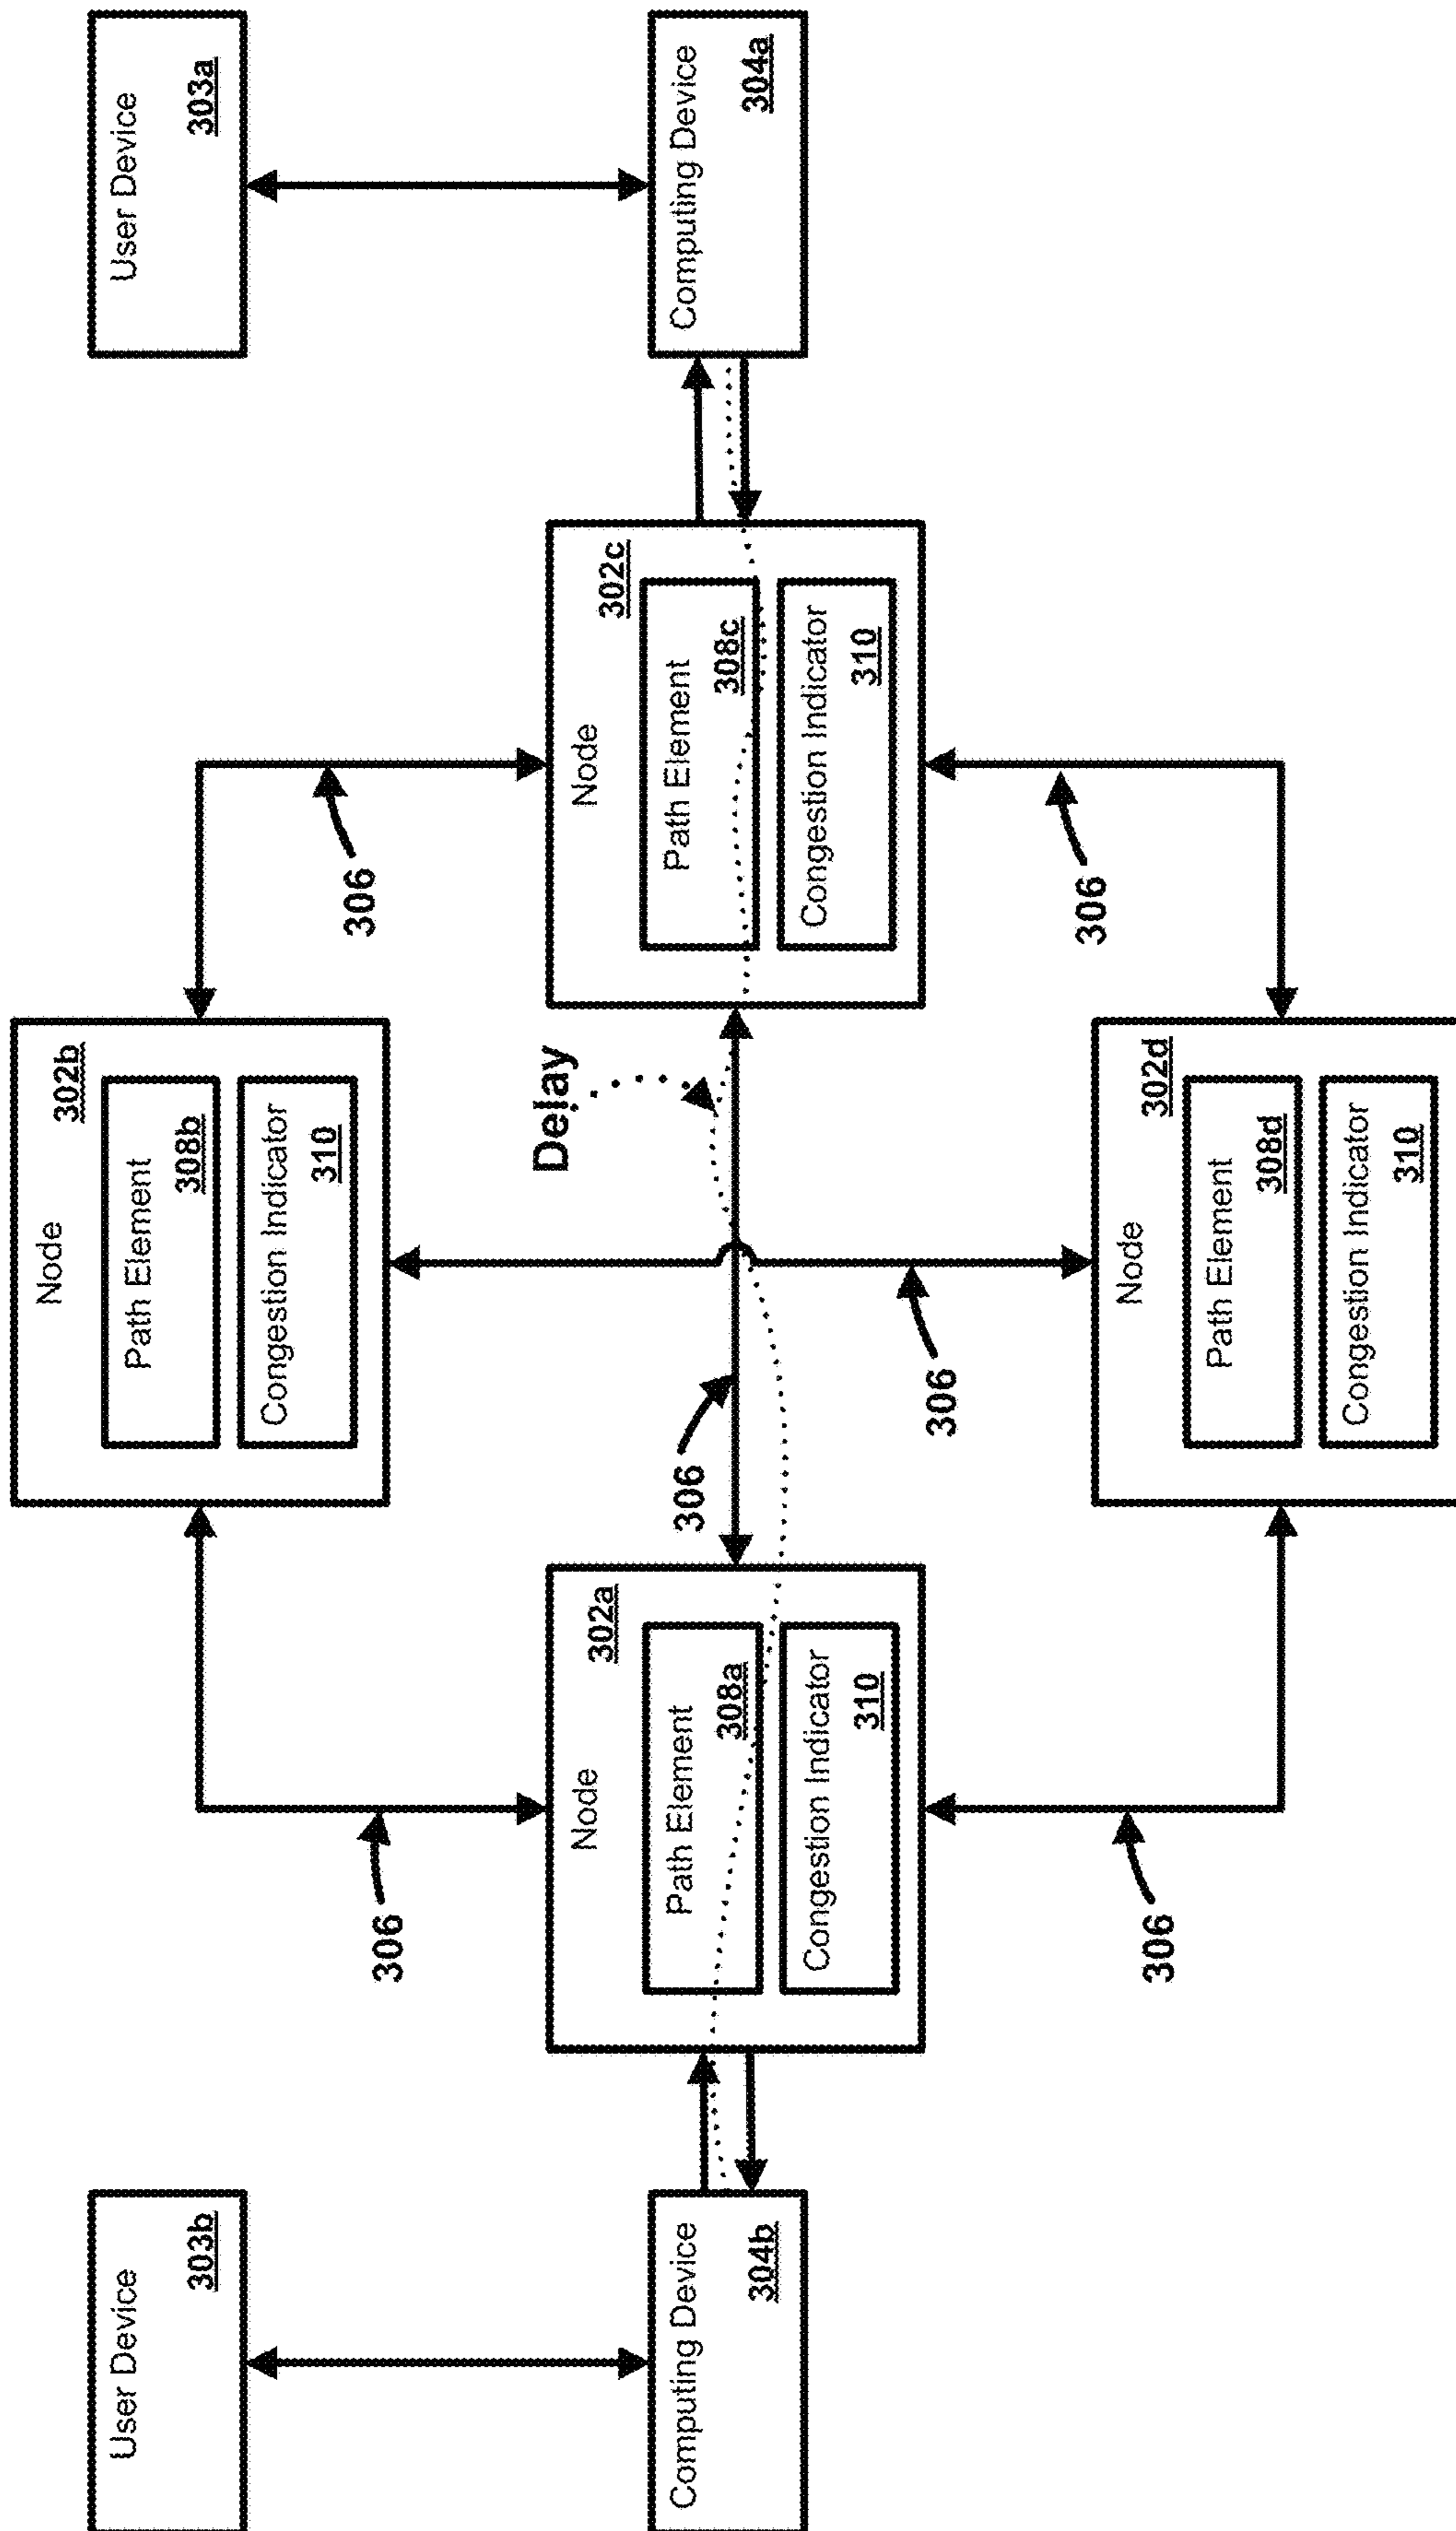 User Device
303b
Computing Device
304b
306
306
Node
302a
Path Element
308a
Congestion Indicator
310
Node
302b
Path Element
308b
Congestion Indicator
310
306
Delay
306
Node
302d
Path Element
308d
Congestion Indicator
310
306
306
Node
302c
Path Element
308c
Congestion Indicator
310
User Device
303a
Computing Device
304a